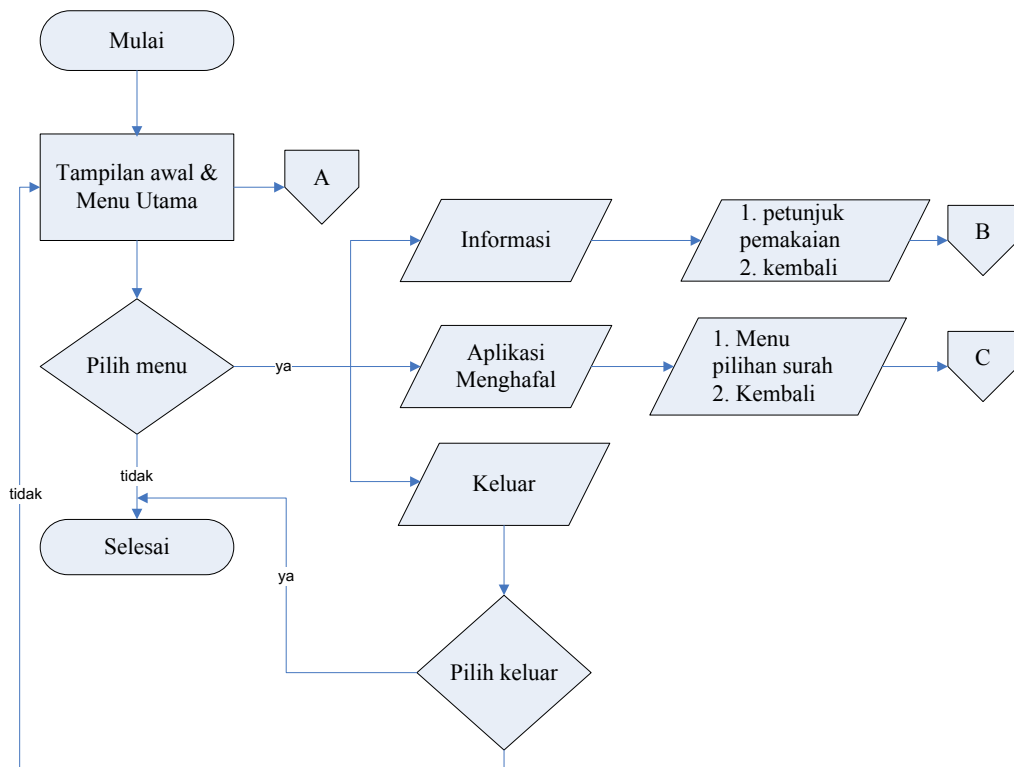 Mulai
Tampilan awal &
Menu Utama
A
Informasi
1. petunjuk
pemakaian
2. kembali
B
Pilih menu
ya
Aplikasi
Menghafal
1. Menu
pilihan surah
2. Kembali
C
tidak
Keluar
tidak
Selesai
ya
Pilih keluar